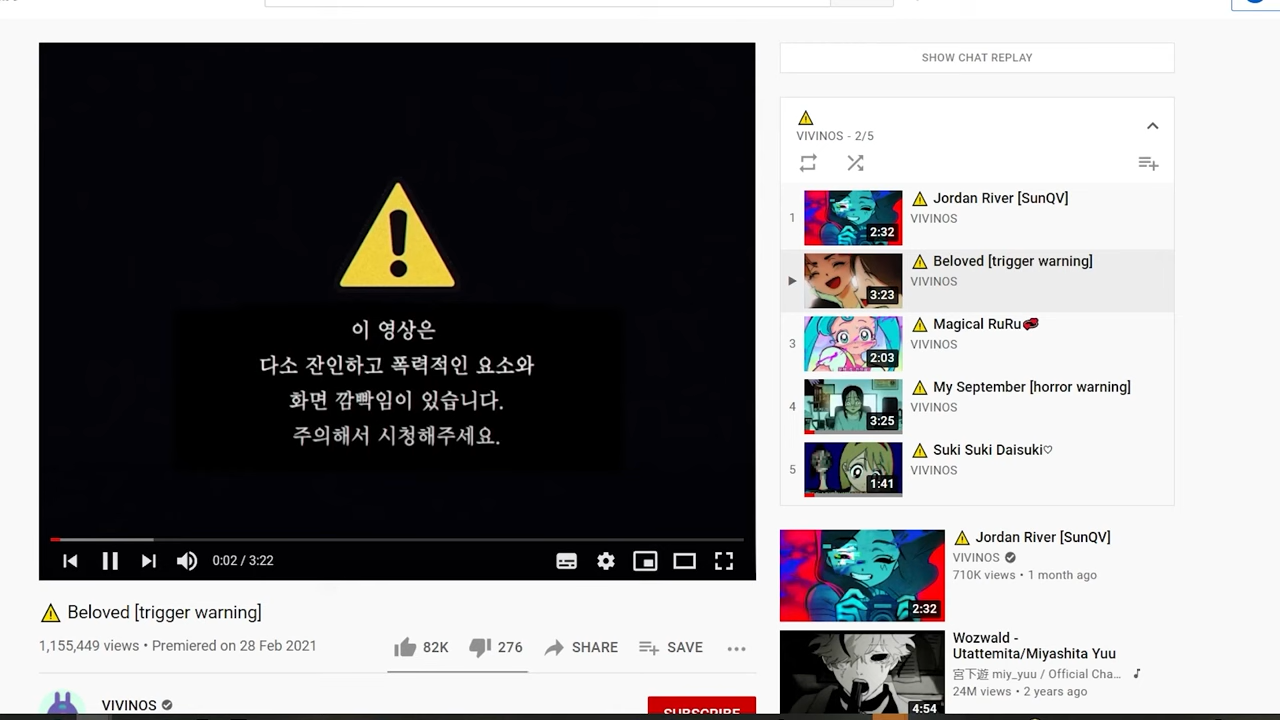 이 영상은
다소 잔인하고 폭력적인 요소와
화면 깜빡임이 있습니다.
주의해서 시청해주세요.
0:02 / 3:22
⚠ Beloved [trigger warning]
1,155,449 views • Premiered on 28 Feb 2021
82K
276
SHARE
SAVE
VIVINOS
SUBSCRIBE
SHOW CHAT REPLAY
⚠
VIVINOS - 2/5
1
2:32
⚠ Jordan River [SunQV]
VIVINOS
3:23
⚠ Beloved [trigger warning]
VIVINOS
3
2:03
⚠ Magical RuRu💋
VIVINOS
4
3:25
⚠ My September [horror warning]
VIVINOS
5
1:41
⚠ Suki Suki Daisuki♡
VIVINOS
2:32
⚠ Jordan River [SunQV]
VIVINOS
710K views • 1 month ago
4:54
Wozwald -
Utattemita/Miyashita Yuu
宮下遊 miy_yuu / Official Cha...
24M views • 2 years ago